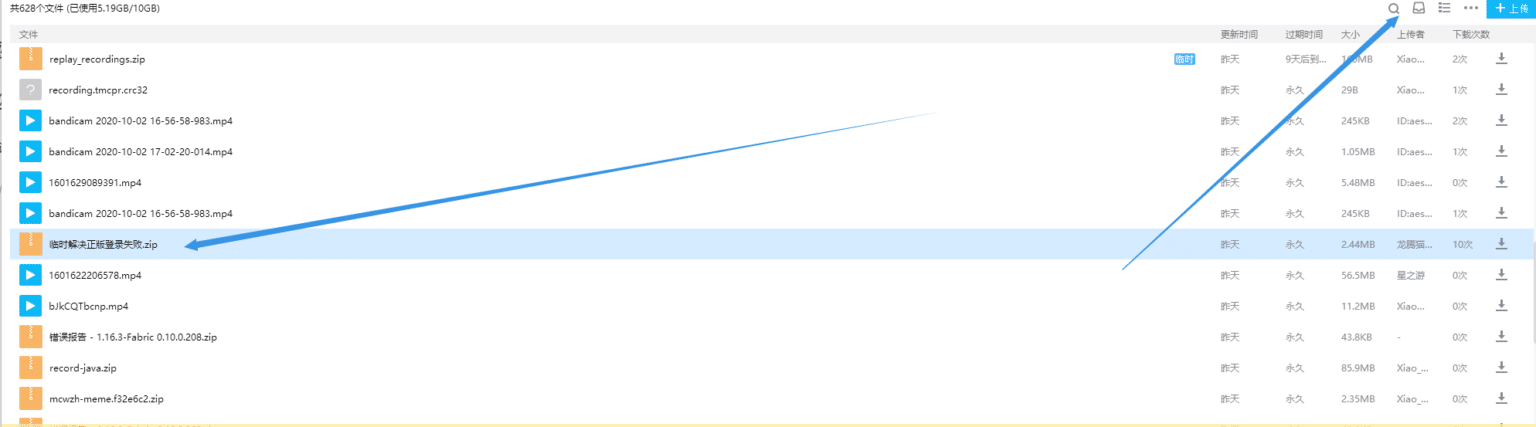 共628个文件 (已使用5.19GB/10GB)
上传
文件 更新时间 过期时间 大小 上传者 下载次数
replay_recordings.zip 临时 昨天 9天后到... Xiao... 2次
recording.tmcpr.crc32 昨天 永久 29B Xiao... 1次
bandicam 2020-10-02 16-56-58-983.mp4 昨天 永久 245KB ID:aes... 2次
bandicam 2020-10-02 17-02-20-014.mp4 昨天 永久 1.05MB ID:aes... 1次
1601629089391.mp4 昨天 永久 5.48MB ID:aes... 0次
bandicam 2020-10-02 16-56-58-983.mp4 昨天 永久 245KB ID:aes... 1次
临时解决正版登录失败.zip 昨天 永久 2.44MB 龙腾猫... 10次
1601622206578.mp4 昨天 永久 56.5MB 星之游 0次
bJkCQTbcnp.mp4 昨天 永久 11.2MB Xiao... 0次
错误报告 - 1.16.3-Fabric 0.10.0.208.zip 昨天 永久 43.8KB - 0次
record-java.zip 昨天 永久 85.9MB Xiao_... 0次
mcwzh-meme.f32e6c2.zip 昨天 永久 2.35MB Xiao_... 0次